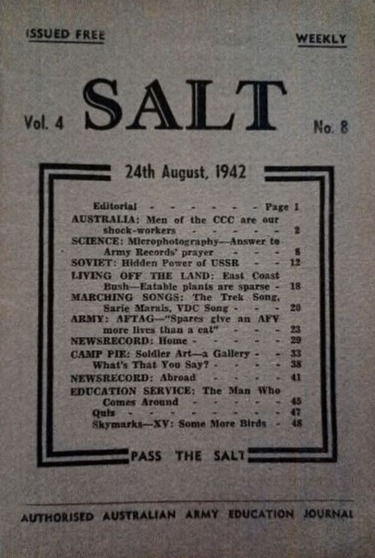 ISSUED FREE
WEEKLY
SALT
Vol. 4
No. 8
24th August, 1942
Editorial - - - - - - Page 1
AUSTRALIA: Men of the CCC are our
shock-workers - - - - - 2
SCIENCE: Microphotography—Answer to
Army Records' prayer - - - 8
SOVIET: Hidden Power of USSR - - 12
LIVING OFF THE LAND: East Coast
Bush—Eatable plants are sparse - 18
MARCHING SONGS: The Trek Song,
Sarie Marais, VDC Song - - - 20
ARMY: AFTAG—"Spares give an AFV
more lives than a cat" - - - 23
NEWSRECORD: Home - - - - - 29
CAMP PIE: Soldier Art—a Gallery - - 33
What's That You Say? - - - - 38
NEWSRECORD: Abroad - - - - 41
EDUCATION SERVICE: The Man Who
Comes Around - - - - - 45
Quiz - - - - - - - - 47
Skymarks—XV: Some More Birds - 48
PASS THE SALT
AUTHORISED AUSTRALIAN ARMY EDUCATION JOURNAL